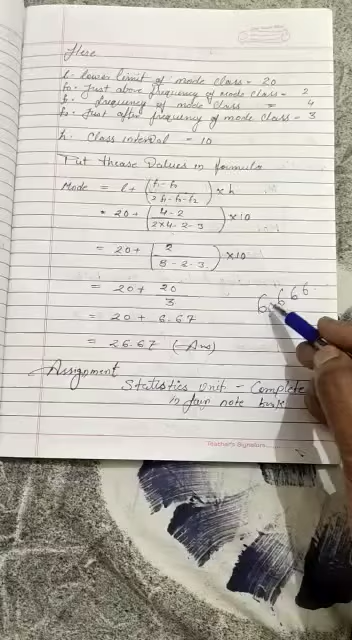 Here
l. lower limit of mode class = 20
f₀. Just above frequency of mode class = 2
f₁. frequency of mode class = 4
f₂. Just after frequency of mode class = 3
h. Class interval = 10
Put these Values in formula
Mode = l + (f₁ - f₀ / 2f₁ - f₀ - f₂) × h
= 20 + (4 - 2 / 2×4 - 2 - 3) × 10
= 20 + (2 / 8 - 2 - 3) × 10
= 20 + 20 / 3
6.666
= 20 + 6.67
= 26.67 (Ans)
Assignment
Statistics Unit - Complete
in fair note book
Teacher's Signature